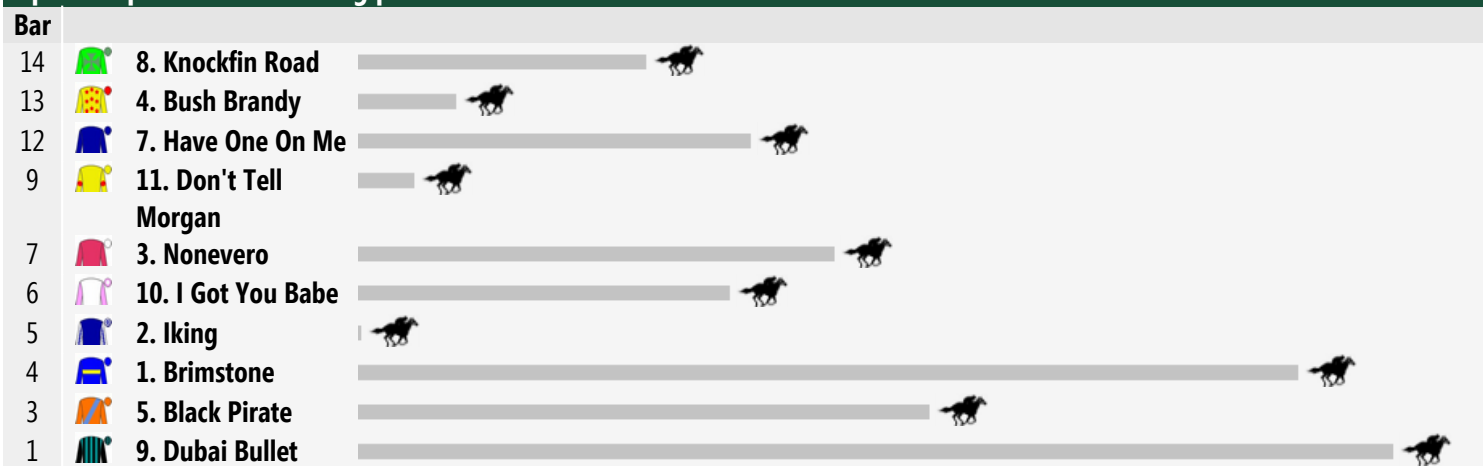 Bar
14 8. Knockfin Road
13 4. Bush Brandy
12 7. Have One On Me
9 11. Don't Tell
Morgan
7 3. Nonevero
6 10. I Got You Babe
5 2. Iking
4 1. Brimstone
3 5. Black Pirate
1 9. Dubai Bullet